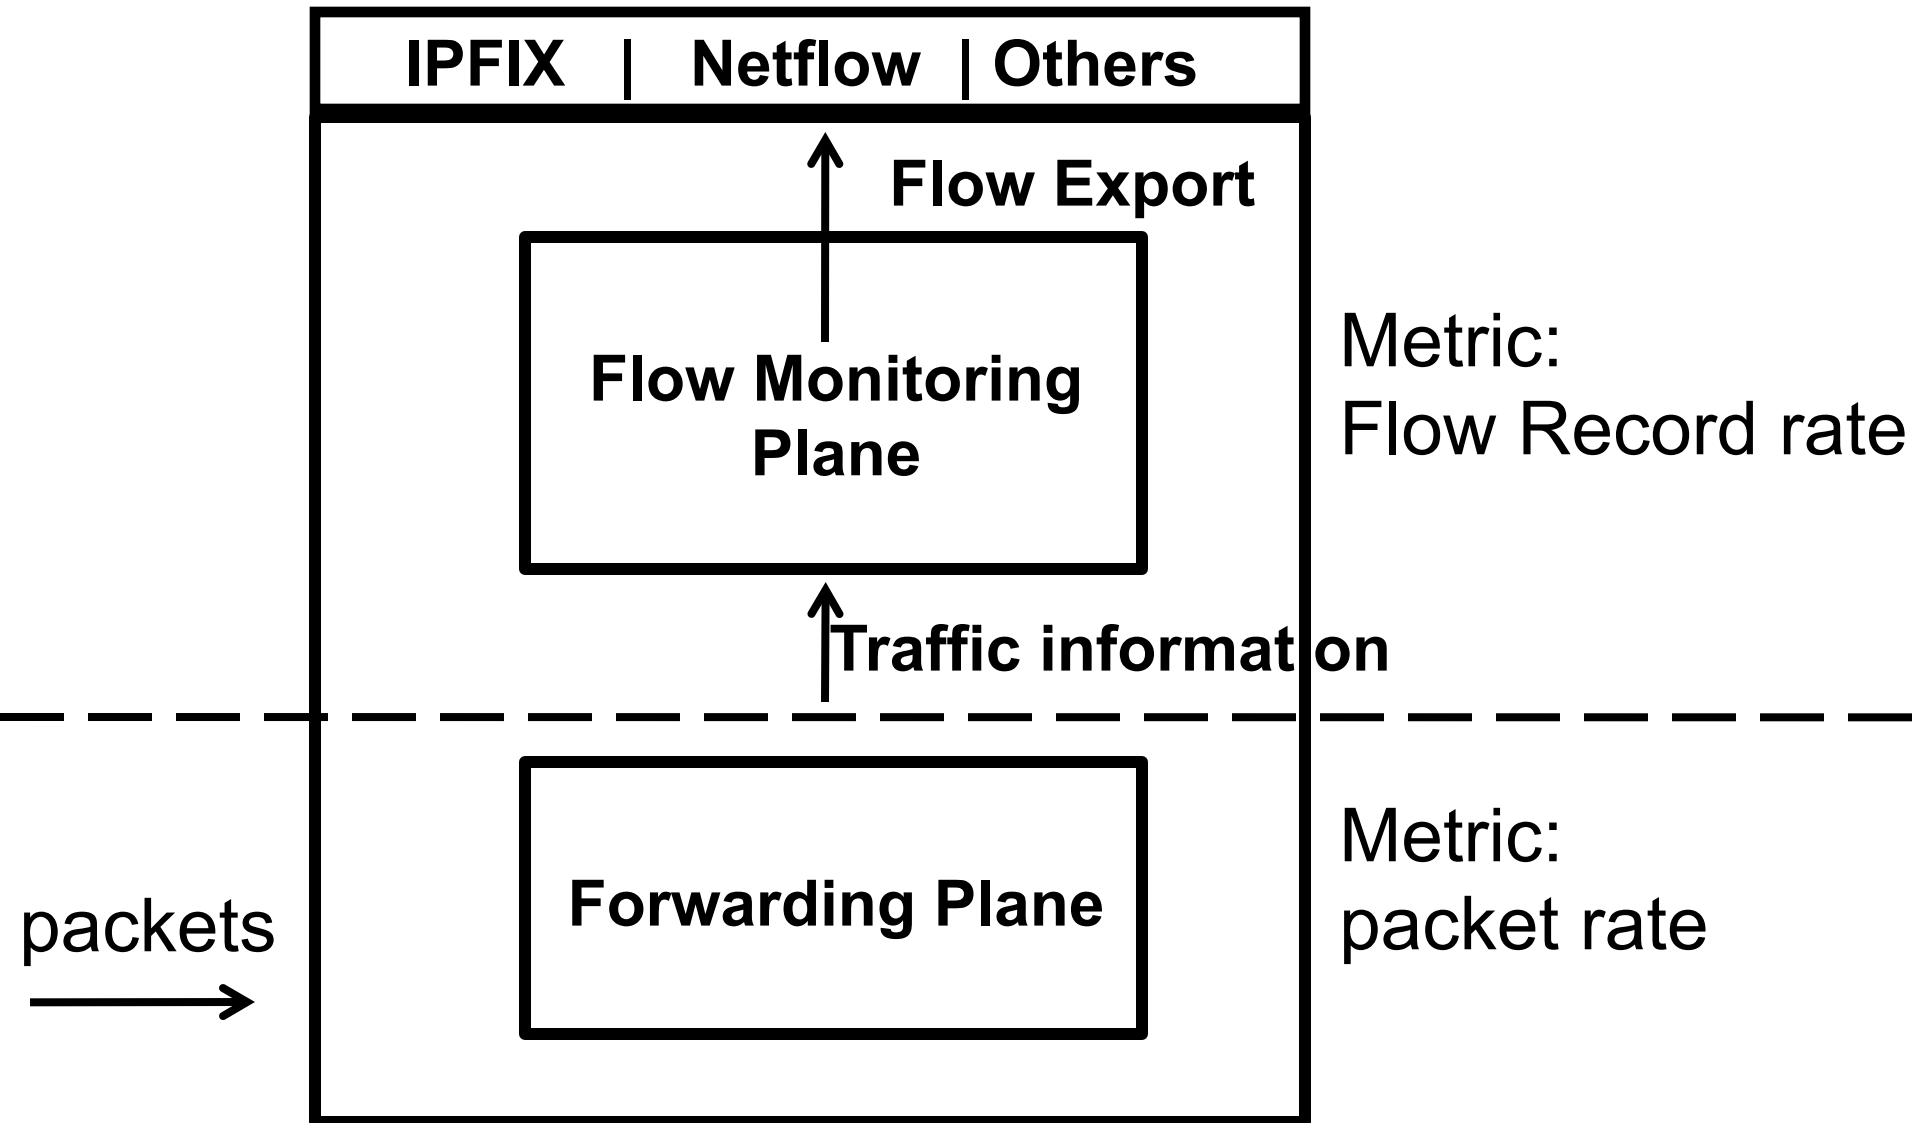 IPFIX | Netflow | Others
Flow Export
Flow Monitoring
Plane
Metric:
Flow Record rate
Traffic information
Forwarding Plane
Metric:
packet rate
packets